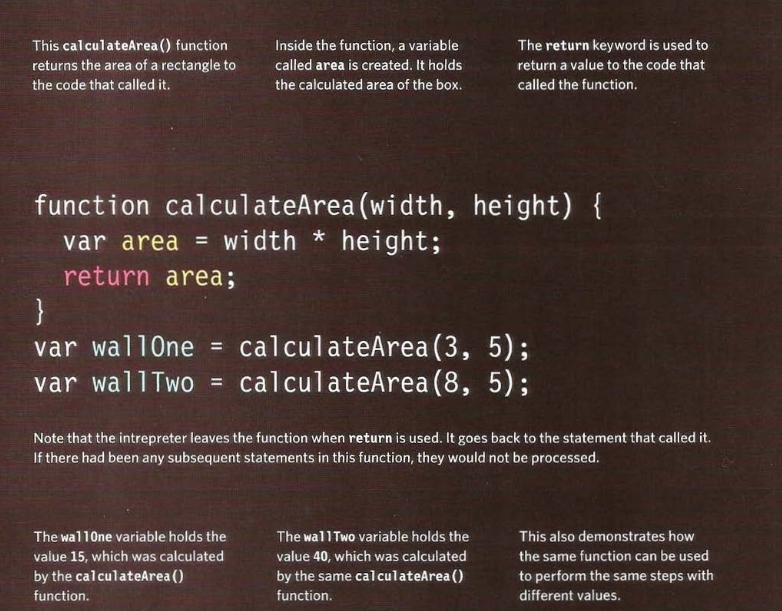 This calculateArea() function
returns the area of a rectangle to
the code that called it.
Inside the function, a variable
called area is created. It holds
the calculated area of the box.
The return keyword is used to
return a value to the code that
called the function.
function calculateArea(width, height) {
  var area = width * height;
  return area;
}
var wallOne = calculateArea(3, 5);
var wallTwo = calculateArea(8, 5);
Note that the intrepreter leaves the function when return is used. It goes back to the statement that called it.
If there had been any subsequent statements in this function, they would not be processed.
The wallOne variable holds the
value 15, which was calculated
by the calculateArea()
function.
The wallTwo variable holds the
value 40, which was calculated
by the same calculateArea()
function.
This also demonstrates how
the same function can be used
to perform the same steps with
different values.